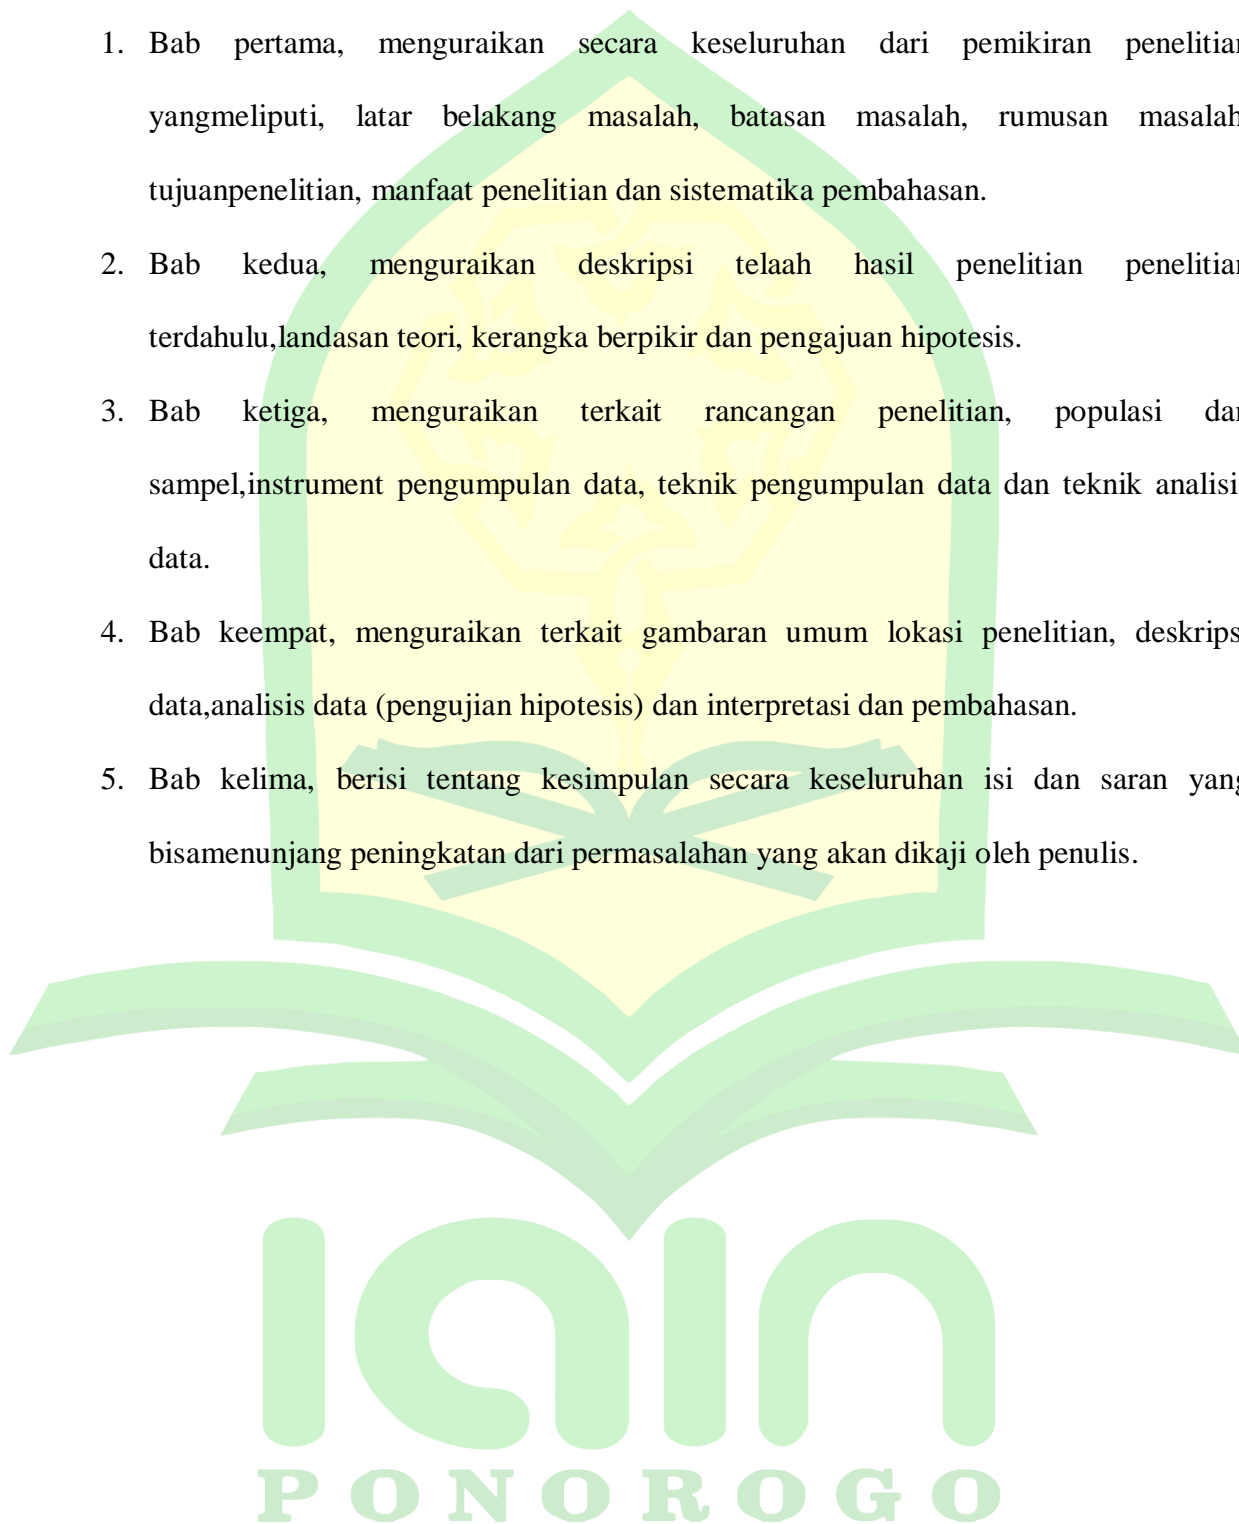 1. Bab pertama, menguraikan secara keseluruhan dari pemikiran penelitian
yangmeliputi, latar belakang masalah, batasan masalah, rumusan masalah
tujuanpenelitian, manfaat penelitian dan sistematika pembahasan.
2. Bab kedua, menguraikan deskripsi telaah hasil penelitian penelitian
terdahulu,landasan teori, kerangka berpikir dan pengajuan hipotesis.
3. Bab ketiga, menguraikan terkait rancangan penelitian, populasi dan
sampel,instrument pengumpulan data, teknik pengumpulan data dan teknik analisi
data.
4. Bab keempat, menguraikan terkait gambaran umum lokasi penelitian, deskrips
data,analisis data (pengujian hipotesis) dan interpretasi dan pembahasan.
5. Bab kelima, berisi tentang kesimpulan secara keseluruhan isi dan saran yang
bisamenunjang peningkatan dari permasalahan yang akan dikaji oleh penulis.
iain
PONOROGO